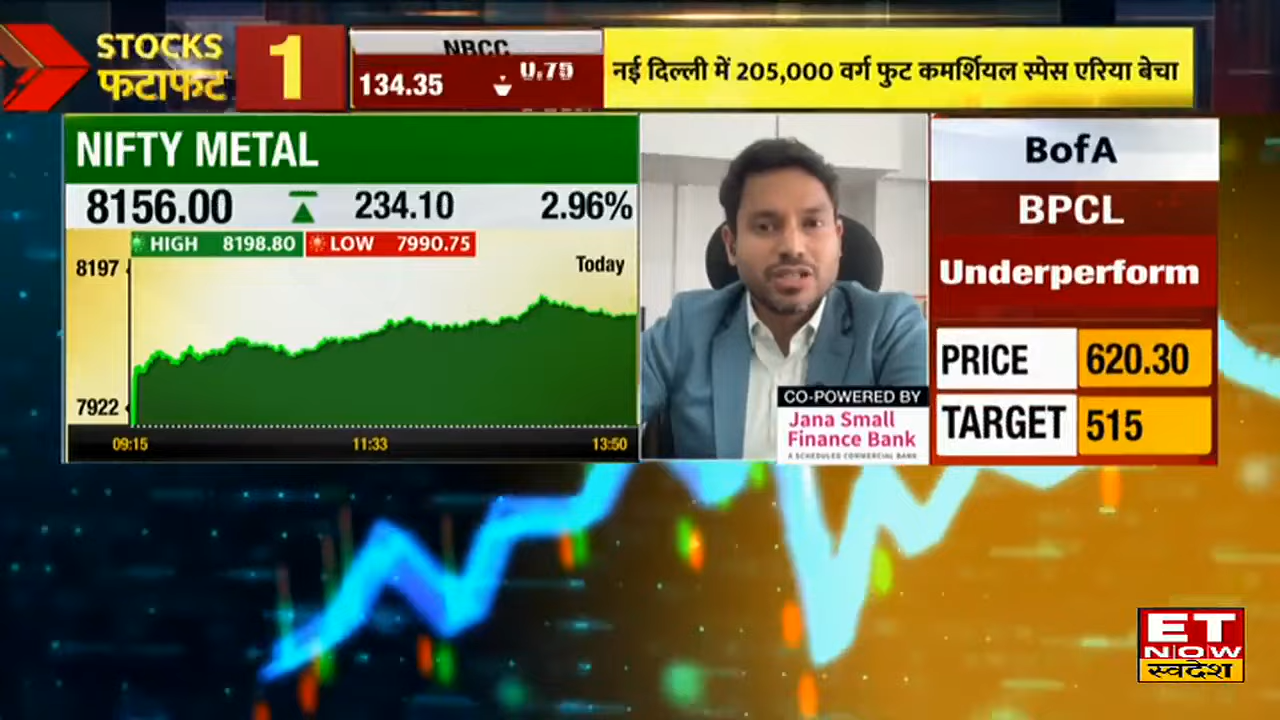 STOCKS
फटाफट
1
NBCC
134.35
0.75
नई दिल्ली में 205,000 वर्ग फुट कमर्शियल स्पेस एरिया बेचा
NIFTY METAL
8156.00 234.10 2.96%
HIGH 8198.80 LOW 7990.75
8197
Today
7922
09:15 11:33 13:50
CO-POWERED BY
Jana Small
Finance Bank
A SCHEDULED COMMERCIAL BANK
BofA
BPCL
Underperform
PRICE 620.30
TARGET 515
ET
NOW
स्वदेश